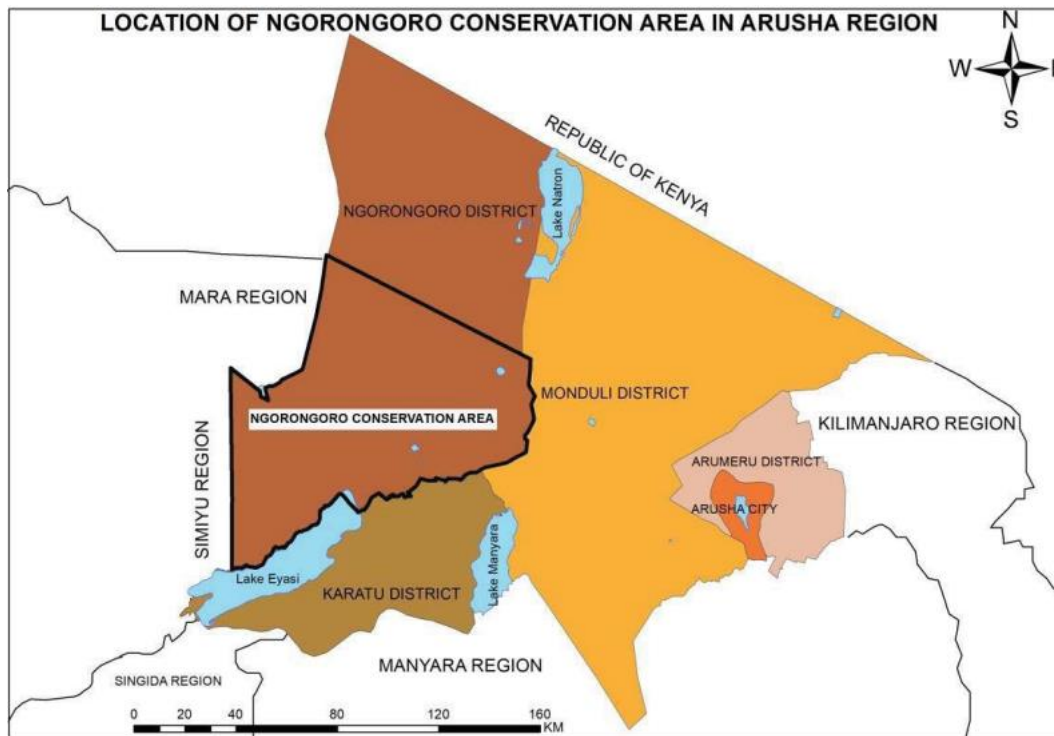 LOCATION OF NGORONGORO CONSERVATION AREA IN ARUSHA REGION
N
W
E
S
REPUBLIC OF KENYA
Lake Natron
NGORONGORO DISTRICT
MARA REGION
MONDULI DISTRICT
NGORONGORO CONSERVATION AREA
KILIMANJARO REGION
ARUMERU DISTRICT
SIMIYU REGION
ARUSHA CITY
Lake Eyasi
Lake Manyara
KARATU DISTRICT
MANYARA REGION
SINGIDA REGION
0 20 40 80 120 160
KM